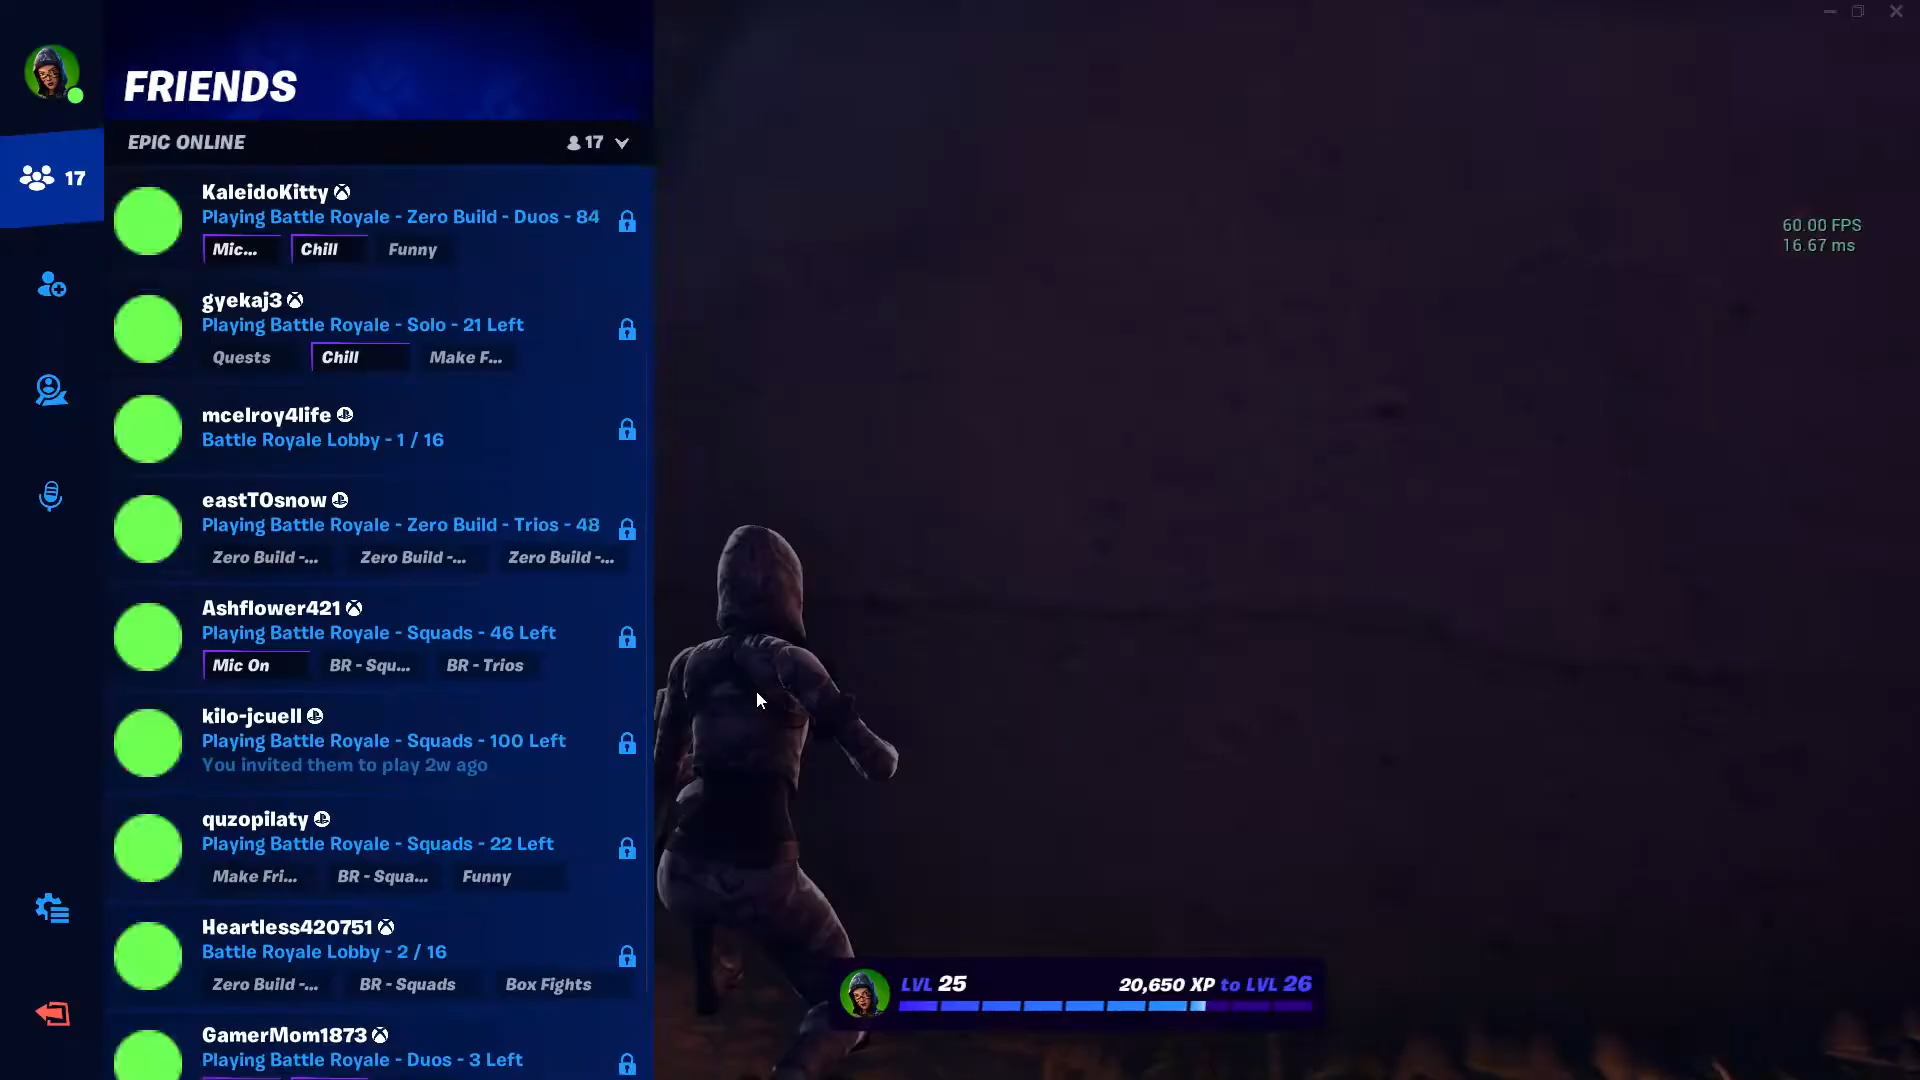 FRIENDS
EPIC ONLINE 17
17
KaleidoKitty
Playing Battle Royale - Zero Build - Duos - 84
Mic... Chill Funny
gyekaj3
Playing Battle Royale - Solo - 21 Left
Quests Chill Make F...
mcelroy4life
Battle Royale Lobby - 1 / 16
eastTOsnow
Playing Battle Royale - Zero Build - Trios - 48
Zero Build -... Zero Build -... Zero Build -...
Ashflower421
Playing Battle Royale - Squads - 46 Left
Mic On BR - Squ... BR - Trios
kilo-jcuell
Playing Battle Royale - Squads - 100 Left
You invited them to play 2w ago
quzopilaty
Playing Battle Royale - Squads - 22 Left
Make Fri... BR - Squa... Funny
Heartless420751
Battle Royale Lobby - 2 / 16
Zero Build -... BR - Squads Box Fights
GamerMom1873
Playing Battle Royale - Duos - 3 Left
60.00 FPS
16.67 ms
LVL 25 20,650 XP to LVL 26